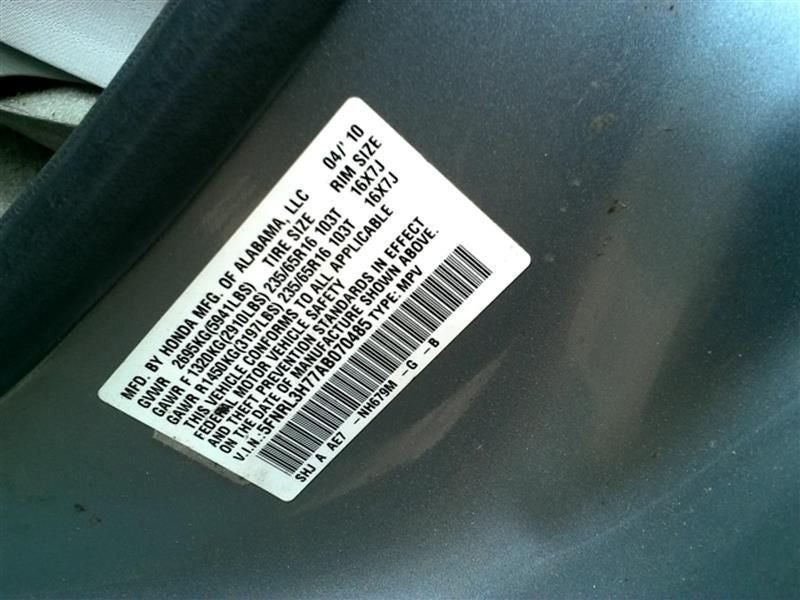 MFD. BY HONDA MFG. OF ALABAMA, LLC 04/'10
GVWR 2695KG(5941LBS) TIRE SIZE RIM SIZE
GAWR F 1320KG(2910LBS) 235/65R16 103T 16X7J
GAWR R1450KG(3197LBS) 235/65R16 103T 16X7J
THIS VEHICLE CONFORMS TO ALL APPLICABLE
FEDERAL MOTOR VEHICLE SAFETY
AND THEFT PREVENTION STANDARDS IN EFFECT
ON THE DATE OF MANUFACTURE SHOWN ABOVE.
V.I.N.:5FNRL3H77AB070485 TYPE: MPV
SHJ A AE7 -NH679M -G -B